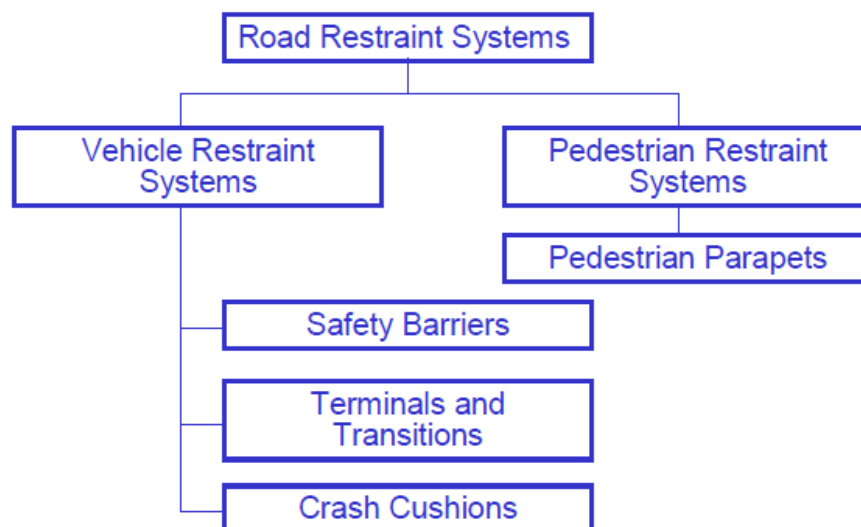 Road Restraint Systems
Vehicle Restraint
Systems
Pedestrian Restraint
Systems
Pedestrian Parapets
Safety Barriers
Terminals and
Transitions
Crash Cushions